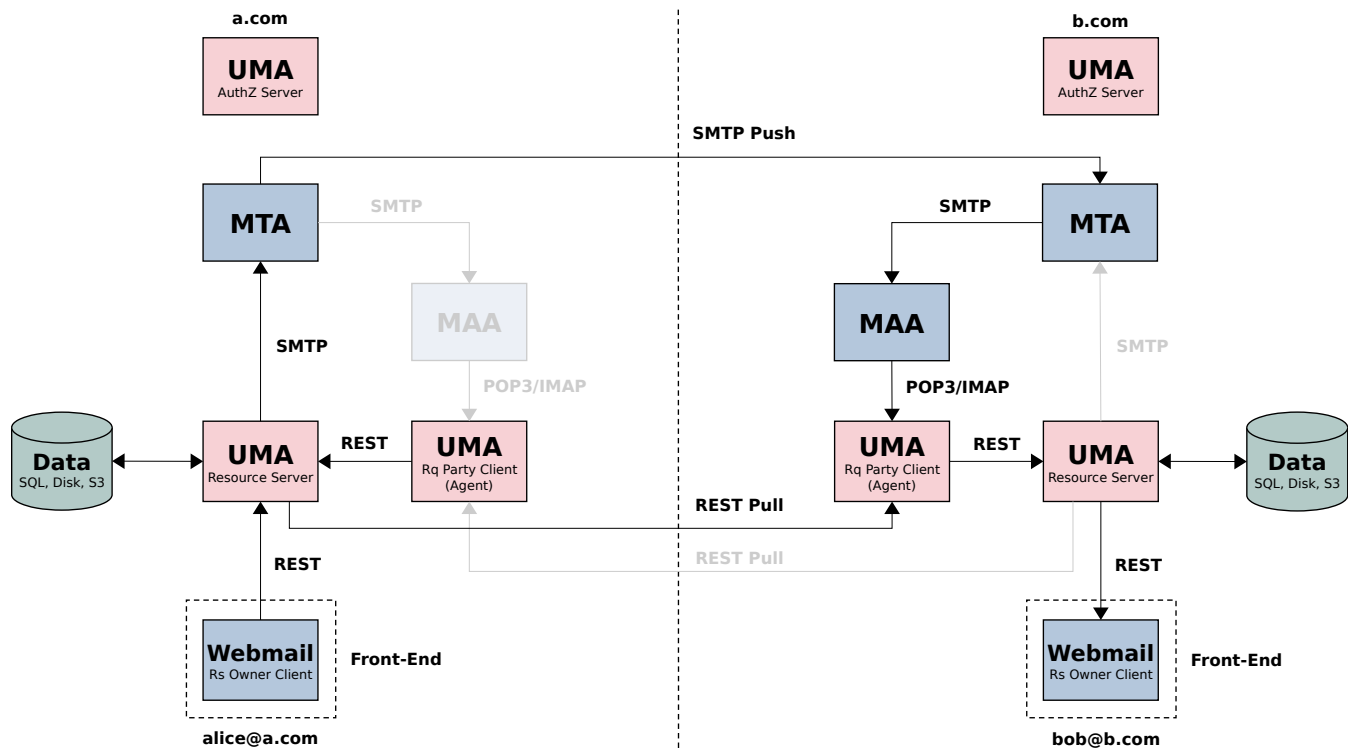 a.com
b.com
UMA
AuthZ Server
UMA
AuthZ Server
SMTP Push
MTA
SMTP
SMTP
MTA
MAA
MAA
SMTP
SMTP
POP3/IMAP
POP3/IMAP
Data
SQL, Disk, S3
UMA
Resource Server
REST
UMA
Rq Party Client
(Agent)
UMA
Rq Party Client
(Agent)
REST
UMA
Resource Server
Data
SQL, Disk, S3
REST Pull
REST Pull
REST
REST
Webmail
Rs Owner Client
Front-End
Webmail
Rs Owner Client
Front-End
alice@a.com
bob@b.com